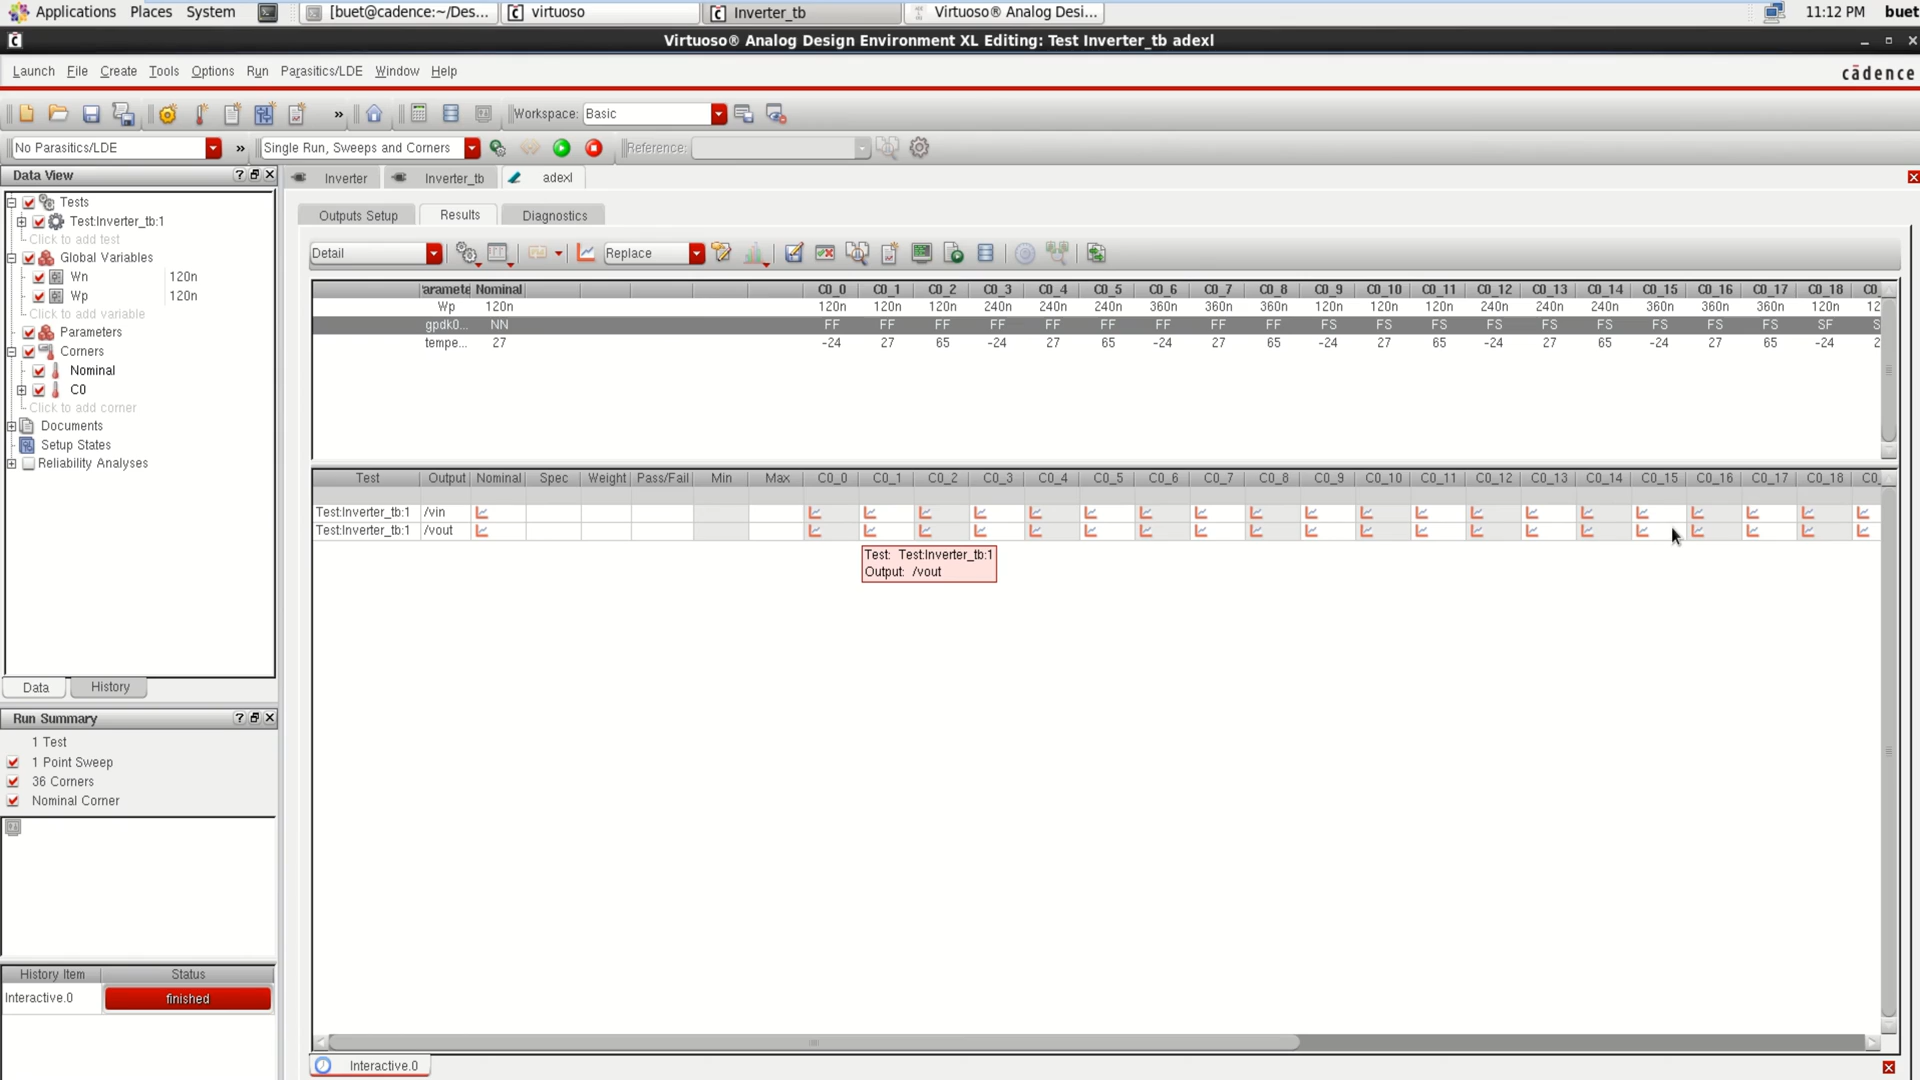 Applications Places System [buet@cadence:~/Des... virtuoso Inverter_tb Virtuoso® Analog Desi... 11:12 PM buet
Virtuoso® Analog Design Environment XL Editing: Test Inverter_tb adexl
Launch File Create Tools Options Run Parasitics/LDE Window Help cādence
» Workspace: Basic
No Parasitics/LDE » Single Run, Sweeps and Corners Reference:
Data View
Inverter Inverter_tb adexl
Tests
Test:Inverter_tb:1
Click to add test
Global Variables
Wn 120n
Wp 120n
Click to add variable
Parameters
Corners
Nominal
C0
Click to add corner
Documents
Setup States
Reliability Analyses
Data History
Run Summary
1 Test
1 Point Sweep
36 Corners
Nominal Corner
History Item Status
Interactive.0 finished
Outputs Setup Results Diagnostics
Detail Replace
'aramete Nominal C0_0 C0_1 C0_2 C0_3 C0_4 C0_5 C0_6 C0_7 C0_8 C0_9 C0_10 C0_11 C0_12 C0_13 C0_14 C0_15 C0_16 C0_17 C0_18 C0_
Wp 120n 120n 120n 120n 240n 240n 240n 360n 360n 360n 120n 120n 120n 240n 240n 240n 360n 360n 360n 120n 12
gpdk0... NN FF FF FF FF FF FF FF FF FF FS FS FS FS FS FS FS FS FS SF S
tempe... 27 -24 27 65 -24 27 65 -24 27 65 -24 27 65 -24 27 65 -24 27 65 -24 2
Test Output Nominal Spec Weight Pass/Fail Min Max C0_0 C0_1 C0_2 C0_3 C0_4 C0_5 C0_6 C0_7 C0_8 C0_9 C0_10 C0_11 C0_12 C0_13 C0_14 C0_15 C0_16 C0_17 C0_18 C0_
Test:Inverter_tb:1 /vin
Test:Inverter_tb:1 /vout
Test: Test:Inverter_tb:1
Output: /vout
Interactive.0